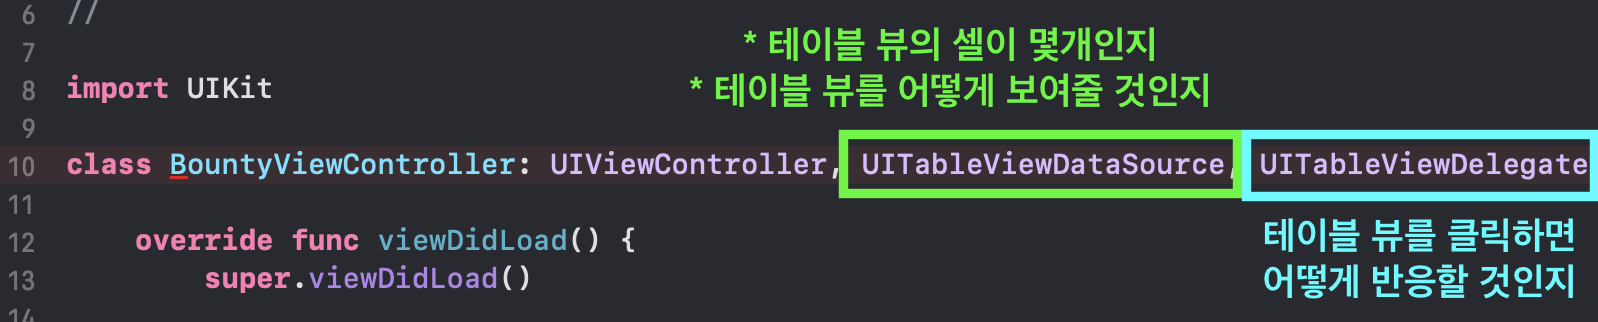 6 //
7
* 테이블 뷰의 셀이 몇개인지
8 import UIKit
* 테이블 뷰를 어떻게 보여줄 것인지
9
10 class BountyViewController: UIViewController, UITableViewDataSource, UITableViewDelegate
11
테이블 뷰를 클릭하면
12 override func viewDidLoad() {
어떻게 반응할 것인지
13 super.viewDidLoad()
14